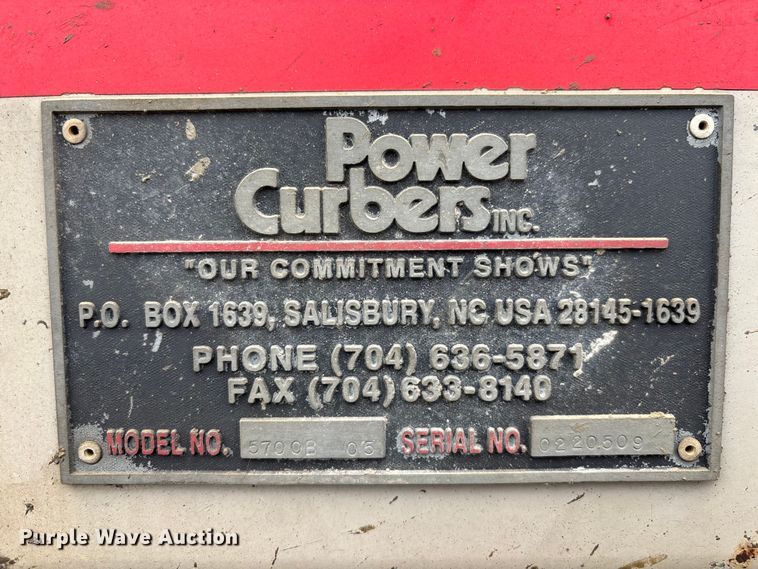 Power
Curbers INC.
"OUR COMMITMENT SHOWS"
P.O. BOX 1639, SALISBURY, NC USA 28145-1639
PHONE (704) 636-5871
FAX (704) 633-8140
MODEL NO. 5700B 05 SERIAL NO. 0220509
Purple Wave Auction